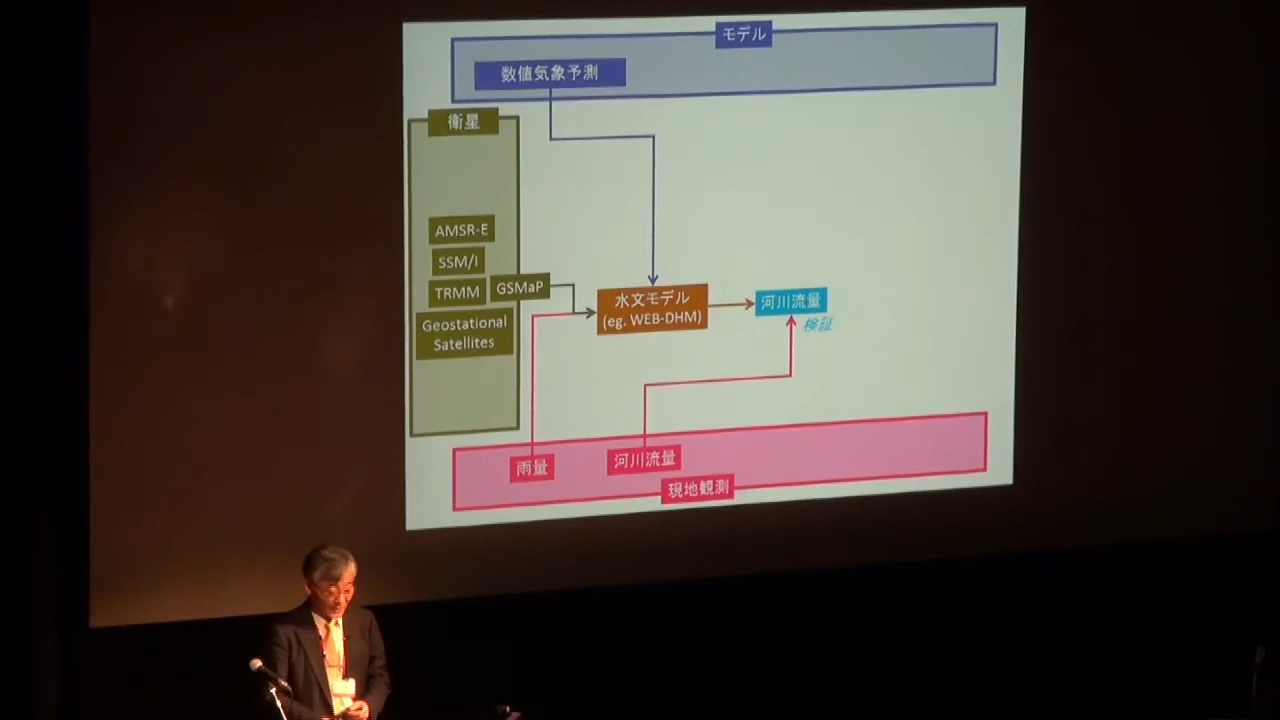 モデル
数値気象予測
衛星
AMSR-E
SSM/I
TRMM
GSMaP
Geostational
Satellites
水文モデル
(eg. WEB-DHM)
河川流量
検証
雨量
河川流量
現地観測